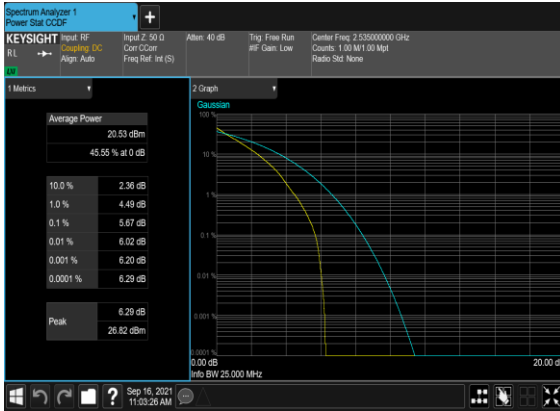 Spectrum Analyzer 1
Power Stat CCDF
KEYSIGHT
RL
Input: RF
Coupling: DC
Align: Auto
Input Z: 50 Ω
Corr CCorr
Freq Ref: Int (S)
Atten: 40 dB
Trig: Free Run
#IF Gain: Low
Center Freq: 2.535000000 GHz
Counts: 1.00 M/1.00 Mpt
Radio Std: None
1 Metrics
Average Power
20.53 dBm
45.55 % at 0 dB
10.0 % 2.36 dB
1.0 % 4.49 dB
0.1 % 5.67 dB
0.01 % 6.02 dB
0.001 % 6.20 dB
0.0001 % 6.29 dB
Peak
6.29 dB
26.82 dBm
2 Graph
Gaussian
100 %
10 %
1 %
0.1 %
0.01 %
0.001 %
0.0001 %
0.00 dB
20.00 d
Info BW 25.000 MHz
?
Sep 16, 2021
11:03:26 AM